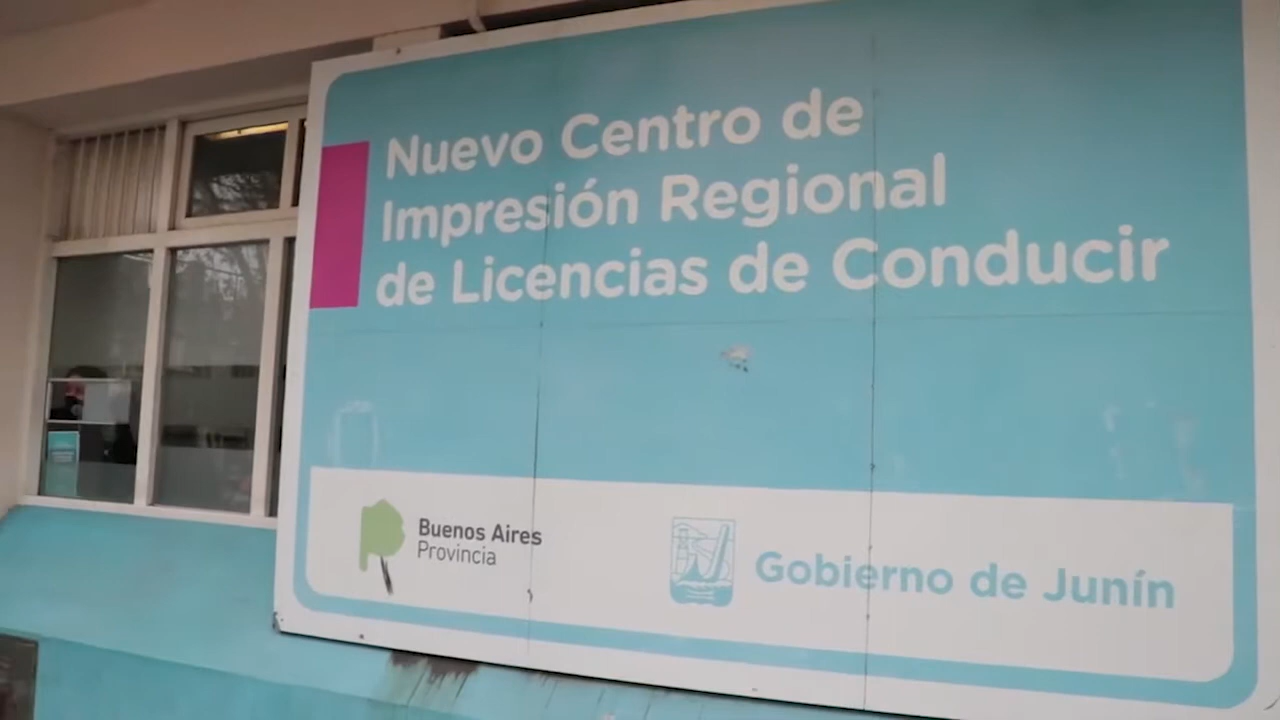 Nuevo Centro de
Impresión Regional
de Licencias de Conducir
Buenos Aires
Provincia
Gobierno de Junín